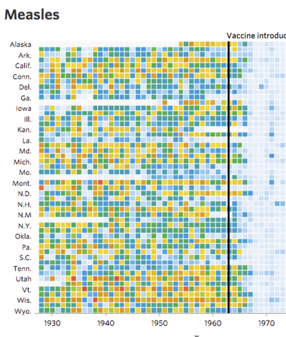 Measles
Vaccine introduc
Alaska
Ark.
Calif.
Conn.
Del.
Ga.
Iowa
Ill.
Kan.
La.
Md.
Mich.
Mo.
Mont.
N.D.
N.H.
N.M
N.Y.
Okla.
Pa.
S.C.
Tenn.
Utah
Vt.
Wis.
Wyo.
1930 1940 1950 1960 1970